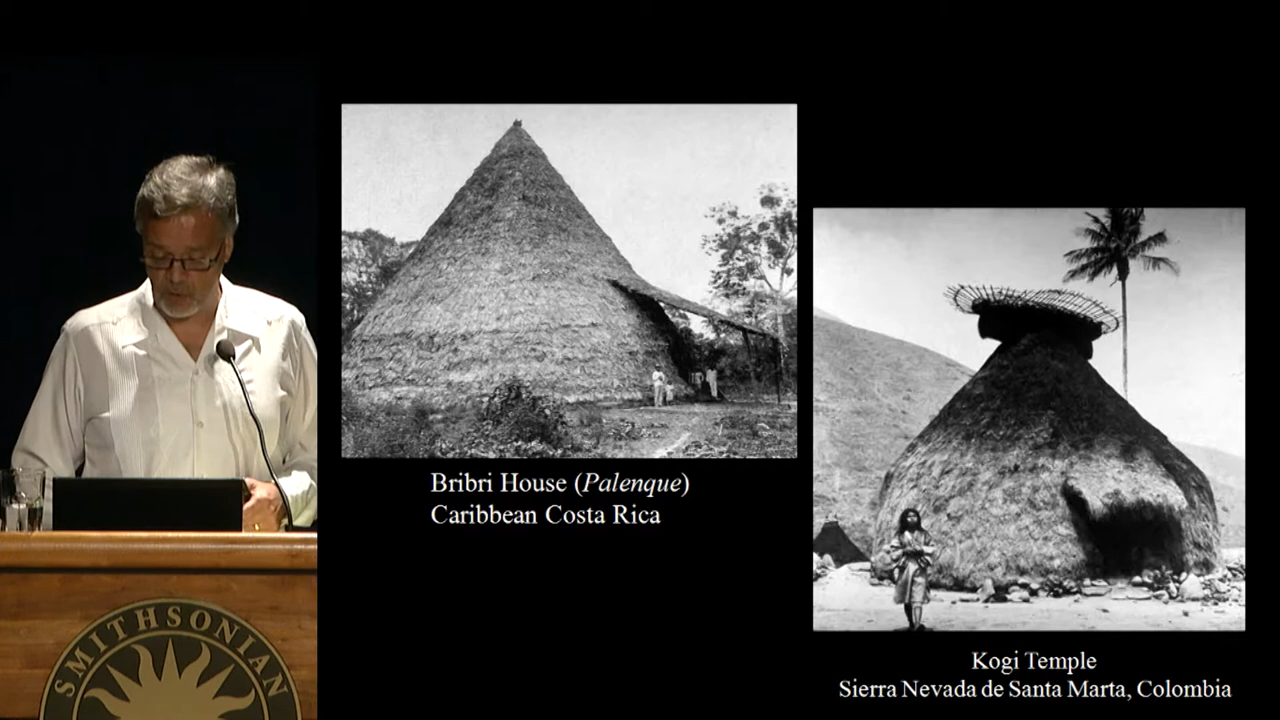 Bribri House (Palenque)
Caribbean Costa Rica
Kogi Temple
Sierra Nevada de Santa Marta, Colombia
SMITHSONIAN